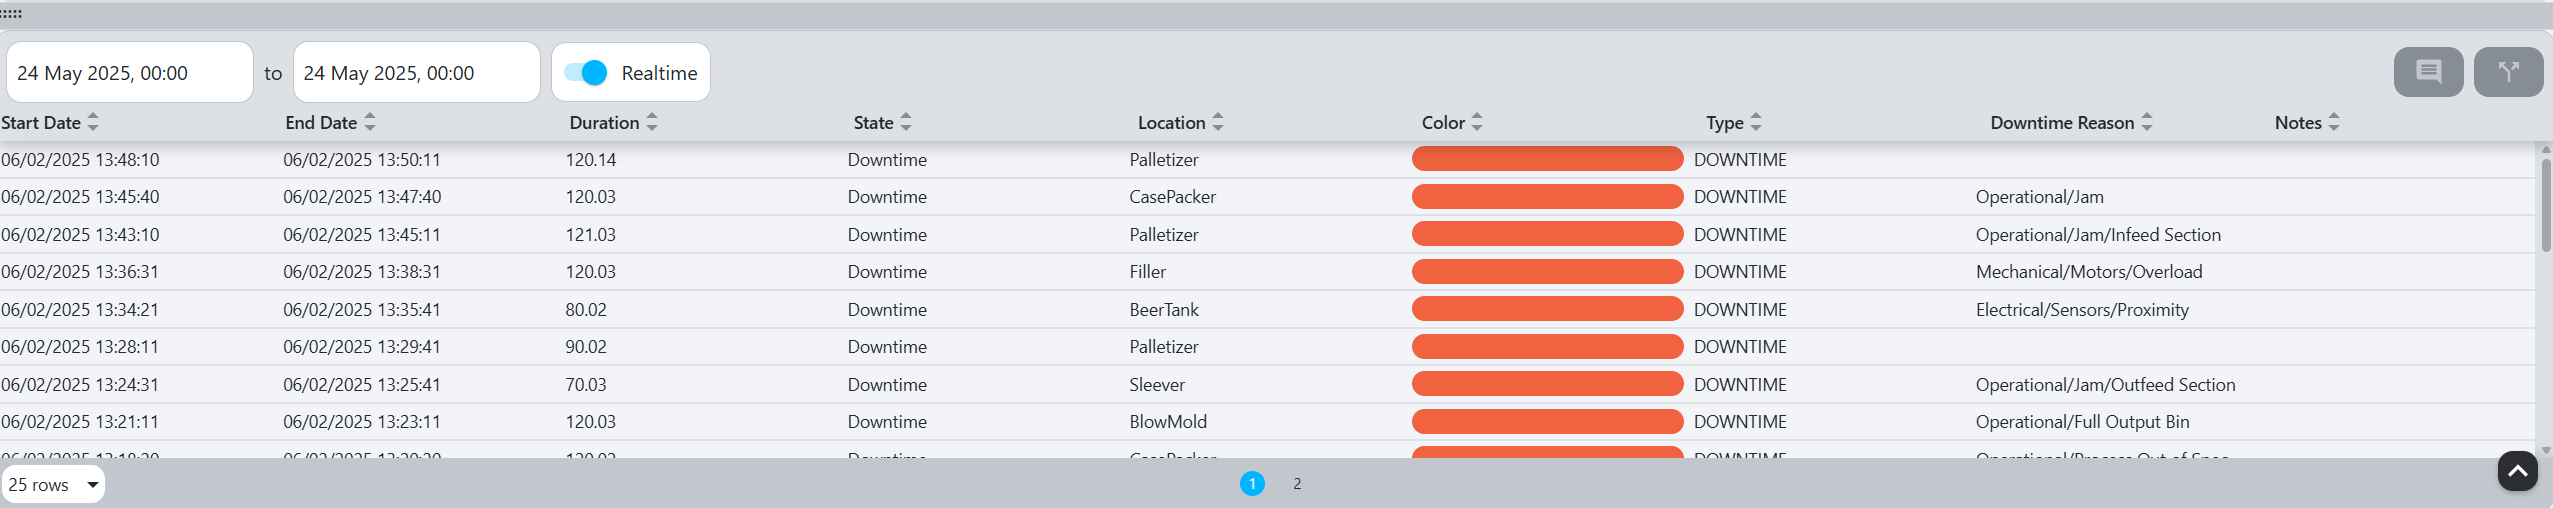 24 May 2025, 00:00 to 24 May 2025, 00:00 Realtime
Start Date End Date Duration State Location Color Type Downtime Reason Notes
06/02/2025 13:48:10 06/02/2025 13:50:11 120.14 Downtime Palletizer DOWNTIME
06/02/2025 13:45:40 06/02/2025 13:47:40 120.03 Downtime CasePacker DOWNTIME Operational/Jam
06/02/2025 13:43:10 06/02/2025 13:45:11 121.03 Downtime Palletizer DOWNTIME Operational/Jam/Infeed Section
06/02/2025 13:36:31 06/02/2025 13:38:31 120.03 Downtime Filler DOWNTIME Mechanical/Motors/Overload
06/02/2025 13:34:21 06/02/2025 13:35:41 80.02 Downtime BeerTank DOWNTIME Electrical/Sensors/Proximity
06/02/2025 13:28:11 06/02/2025 13:29:41 90.02 Downtime Palletizer DOWNTIME
06/02/2025 13:24:31 06/02/2025 13:25:41 70.03 Downtime Sleever DOWNTIME Operational/Jam/Outfeed Section
06/02/2025 13:21:11 06/02/2025 13:23:11 120.03 Downtime BlowMold DOWNTIME Operational/Full Output Bin
Downtime CasePacker DOWNTIME Operational/Process Out of Spec
25 rows 1 2